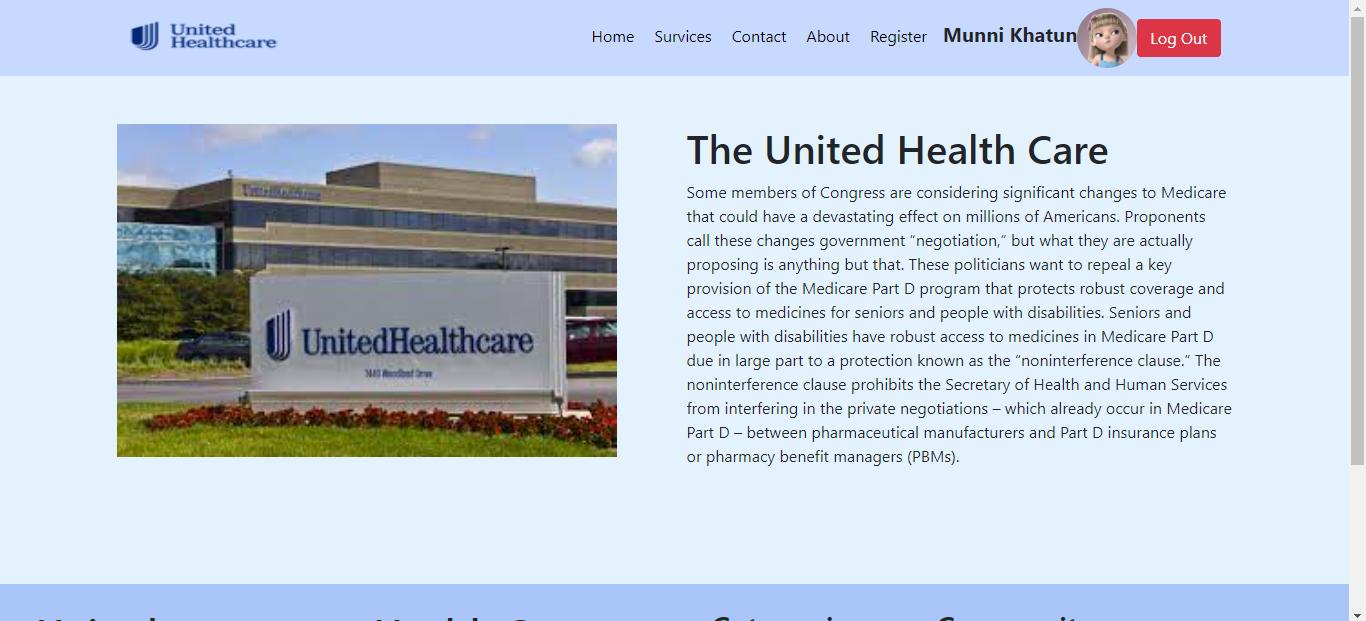 United
Healthcare
Home Survices Contact About Register Munni Khatun Log Out
UnitedHealthcare
UnitedHealthcare
The United Health Care
Some members of Congress are considering significant changes to Medicare
that could have a devastating effect on millions of Americans. Proponents
call these changes government “negotiation,” but what they are actually
proposing is anything but that. These politicians want to repeal a key
provision of the Medicare Part D program that protects robust coverage and
access to medicines for seniors and people with disabilities. Seniors and
people with disabilities have robust access to medicines in Medicare Part D
due in large part to a protection known as the “noninterference clause.” The
noninterference clause prohibits the Secretary of Health and Human Services
from interfering in the private negotiations – which already occur in Medicare
Part D – between pharmaceutical manufacturers and Part D insurance plans
or pharmacy benefit managers (PBMs).